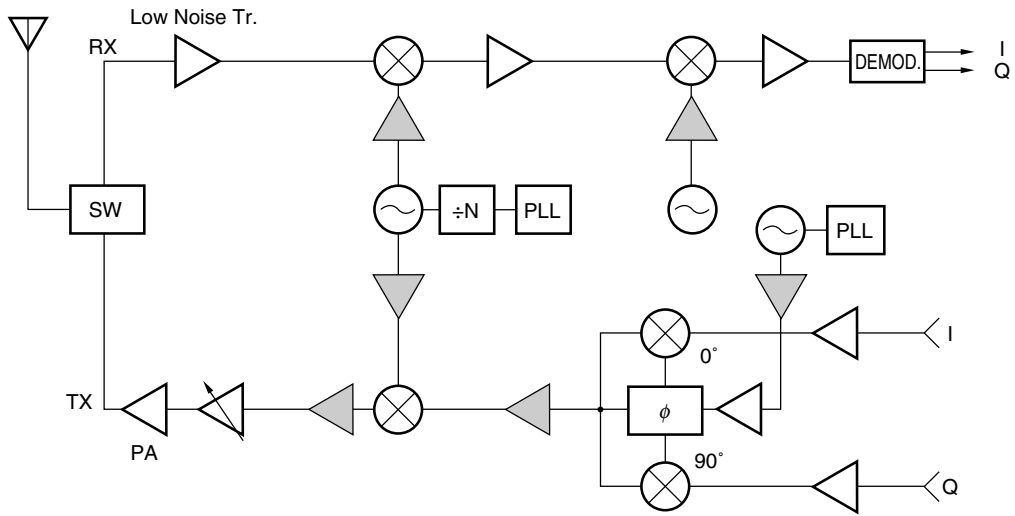 Low Noise Tr.
RX
DEMOD.
I
Q
SW
÷N
PLL
PLL
I
0˚
TX
ϕ
PA
90˚
Q